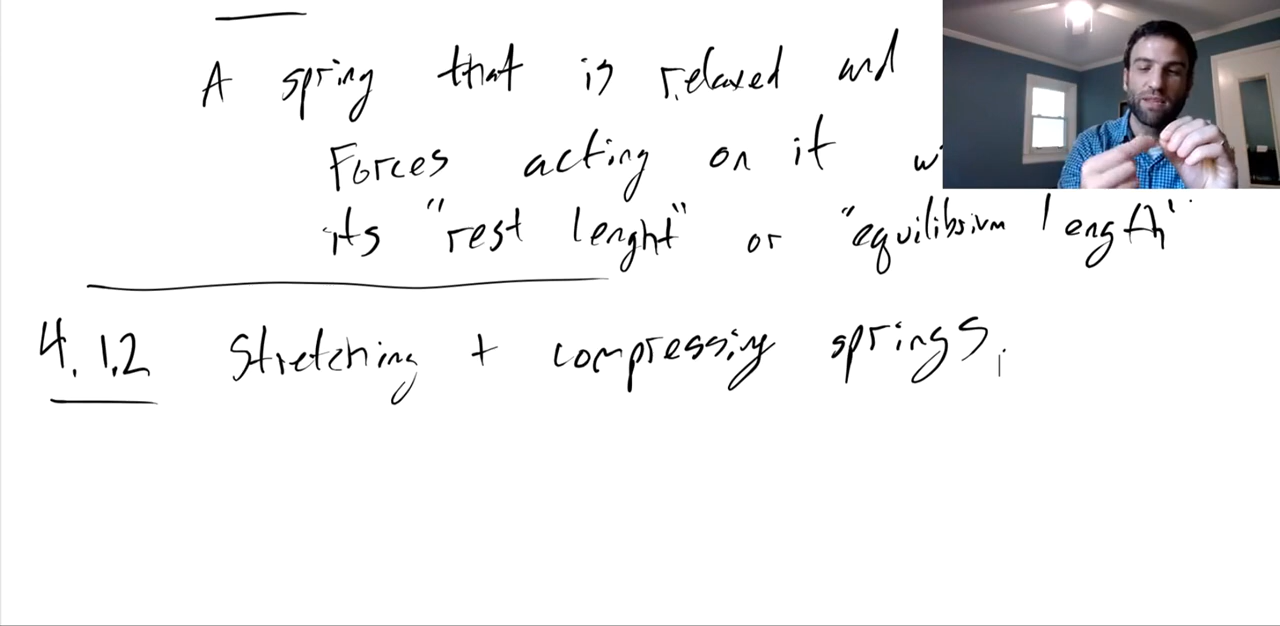 A spring that is relaxed and
Forces acting on it w
its "rest lenght" or "equilibrium length"
4.1.2 Stretching + compressing springs